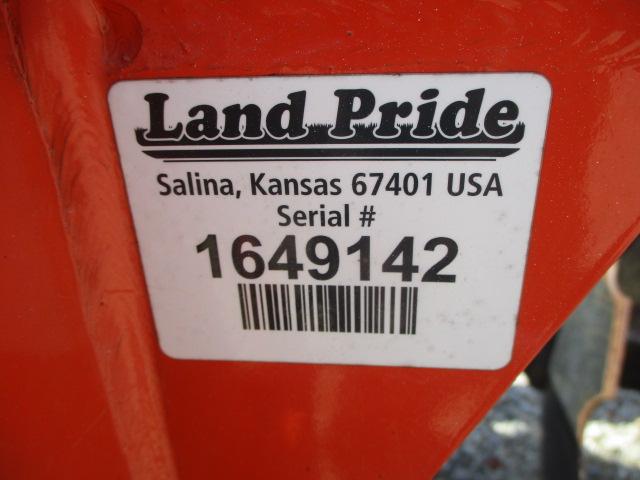 Land Pride
Salina, Kansas 67401 USA
Serial #
1649142